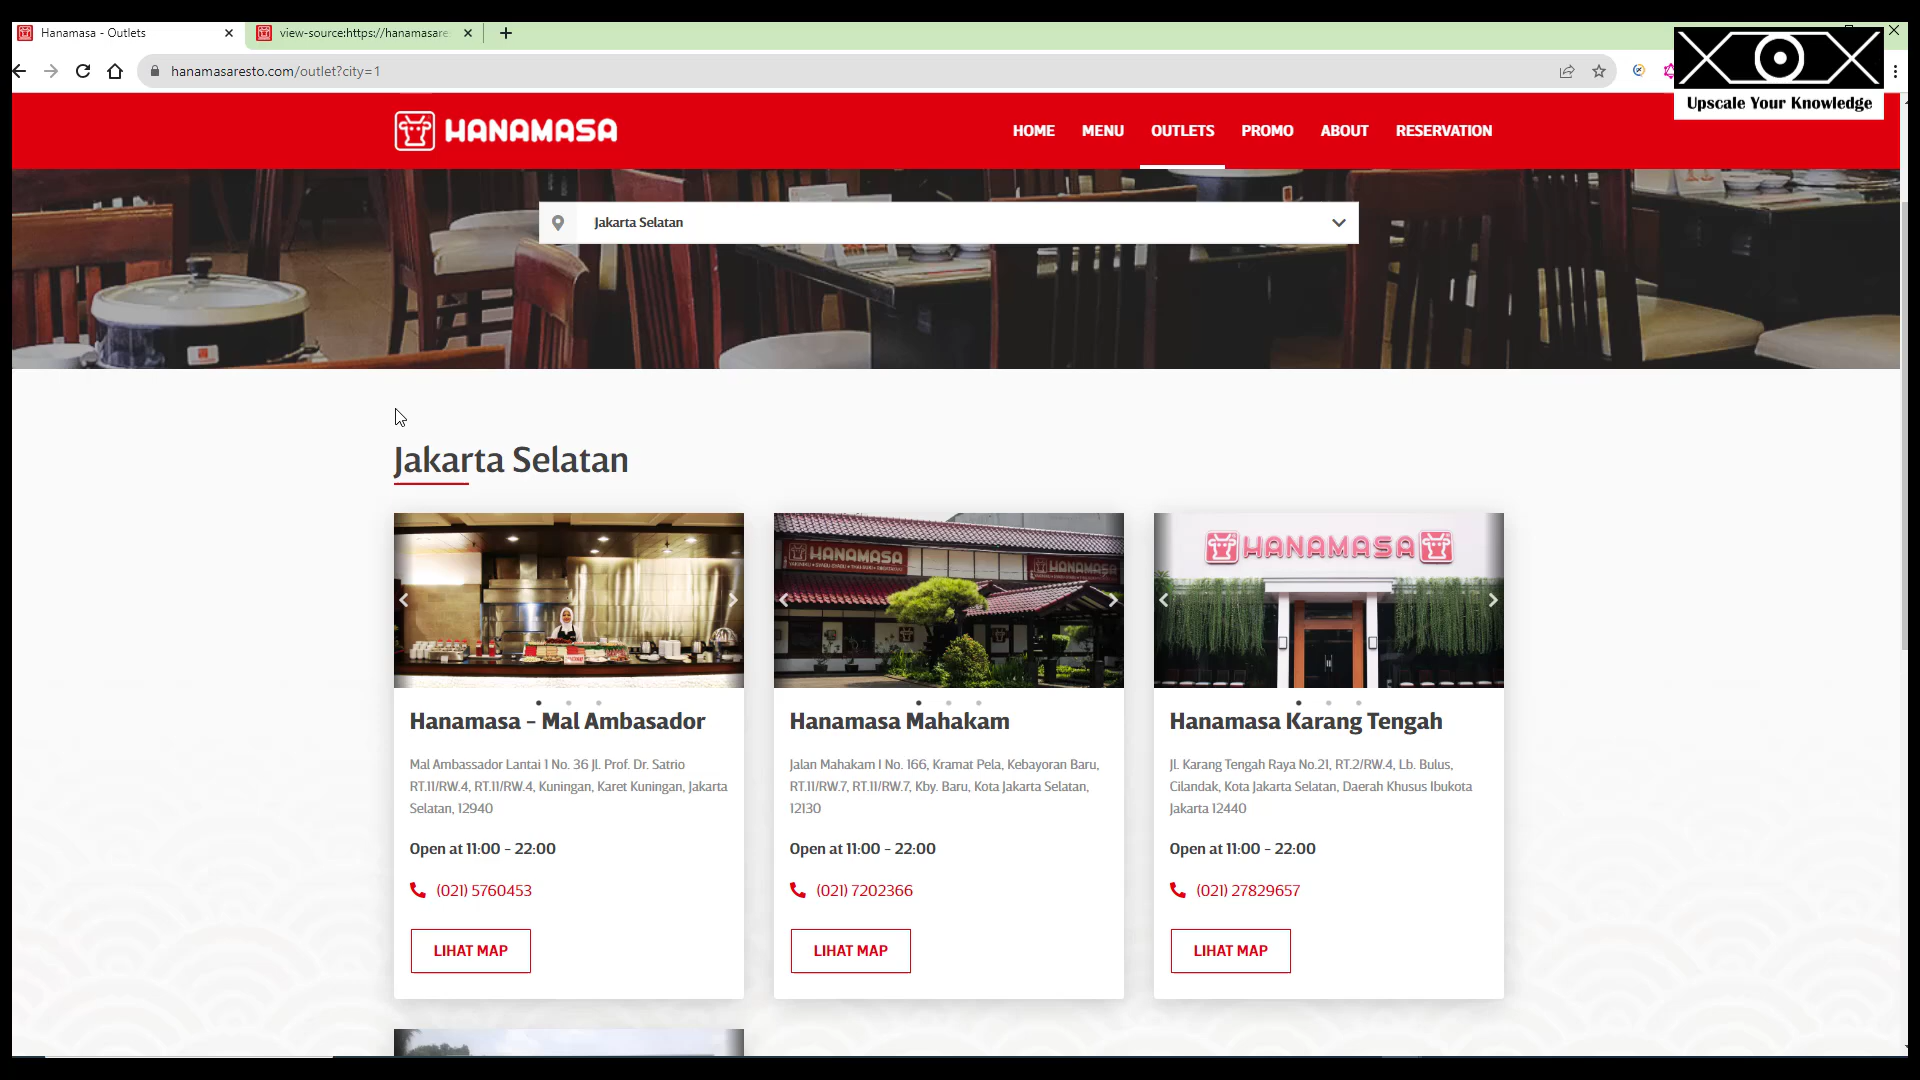 Hanamasa - Outlets
view-source:https://hanamasare
hanamasaresto.com/outlet?city=1
Upscale Your Knowledge
HANAMASA
HOME MENU OUTLETS PROMO ABOUT RESERVATION
Jakarta Selatan
Jakarta Selatan
HANAMASA
HANAMASA
HANAMASA
Hanamasa - Mal Ambasador
Mal Ambassador Lantai 1 No. 36 Jl. Prof. Dr. Satrio
RT.11/RW.4, RT.11/RW.4, Kuningan, Karet Kuningan, Jakarta
Selatan, 12940
Open at 11:00 - 22:00
(021) 5760453
LIHAT MAP
Hanamasa Mahakam
Jalan Mahakam I No. 166, Kramat Pela, Kebayoran Baru,
RT.11/RW.7, RT.11/RW.7, Kby. Baru, Kota Jakarta Selatan,
12130
Open at 11:00 - 22:00
(021) 7202366
LIHAT MAP
Hanamasa Karang Tengah
Jl. Karang Tengah Raya No.21, RT.2/RW.4, Lb. Bulus,
Cilandak, Kota Jakarta Selatan, Daerah Khusus Ibukota
Jakarta 12440
Open at 11:00 - 22:00
(021) 27829657
LIHAT MAP